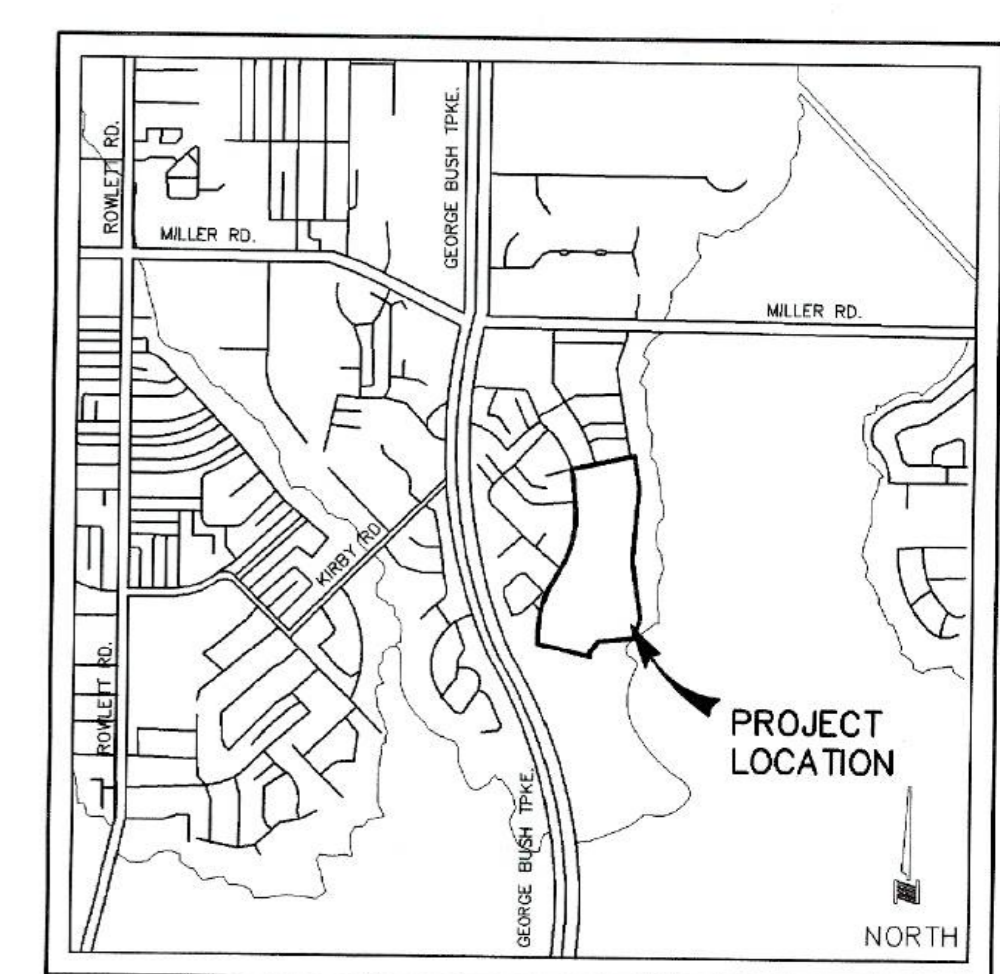 ROWLETT RD.
MILLER RD.
GEORGE BUSH TPKE.
MILLER RD.
KIRBY RD
ROWLETT RD.
GEORGE BUSH TPKE.
PROJECT
LOCATION
NORTH